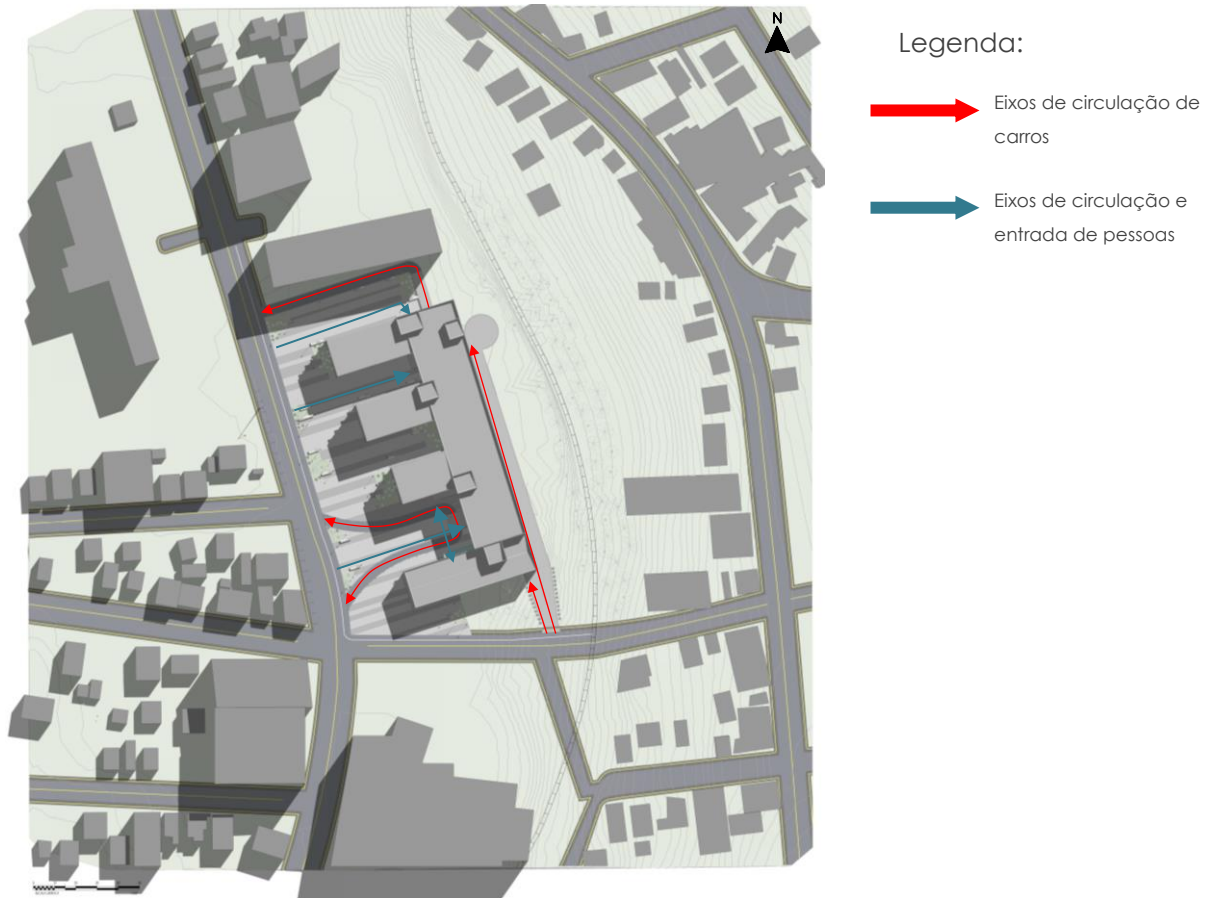 N
Legenda:
Eixos de circulação de
carros
Eixos de circulação e
entrada de pessoas